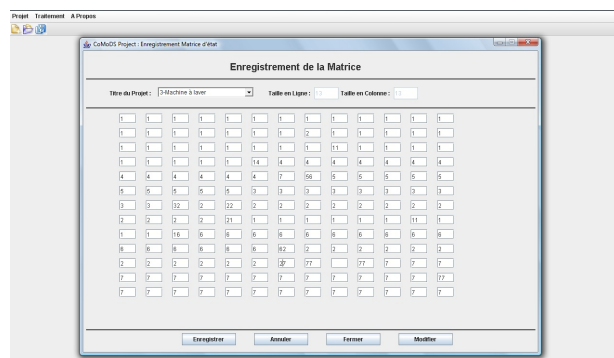 Projet Traitement A Propos
CoMoDS Project : Enregistrement Matrice d'état
Enregistrement de la Matrice
Titre du Projet : 3-Machine à laver Taille en Ligne : 13 Taille en Colonne : 13
1 1 1 1 1 1 1 1 1 1 1 1 1
1 1 1 1 1 1 1 2 1 1 1 1 1
1 1 1 1 1 1 1 1 11 1 1 1 1
1 1 1 1 1 14 4 4 4 4 4 4 4
4 4 4 4 4 4 7 56 5 5 5 5 5
5 5 5 5 5 3 3 3 3 3 3 3 3
3 3 32 2 22 2 2 2 2 2 2 2 2
2 2 2 2 21 1 1 1 1 1 1 11 1
1 1 16 6 6 6 6 6 6 6 6 6 6
6 6 6 6 6 6 62 2 2 2 2 2 2
2 2 2 2 2 2 27 77 77 7 7 7
7 7 7 7 7 7 7 7 7 7 7 7 77
7 7 7 7 7 7 7 7 7 7 7 7 7
Enregistrer Annuler Fermer Modifier